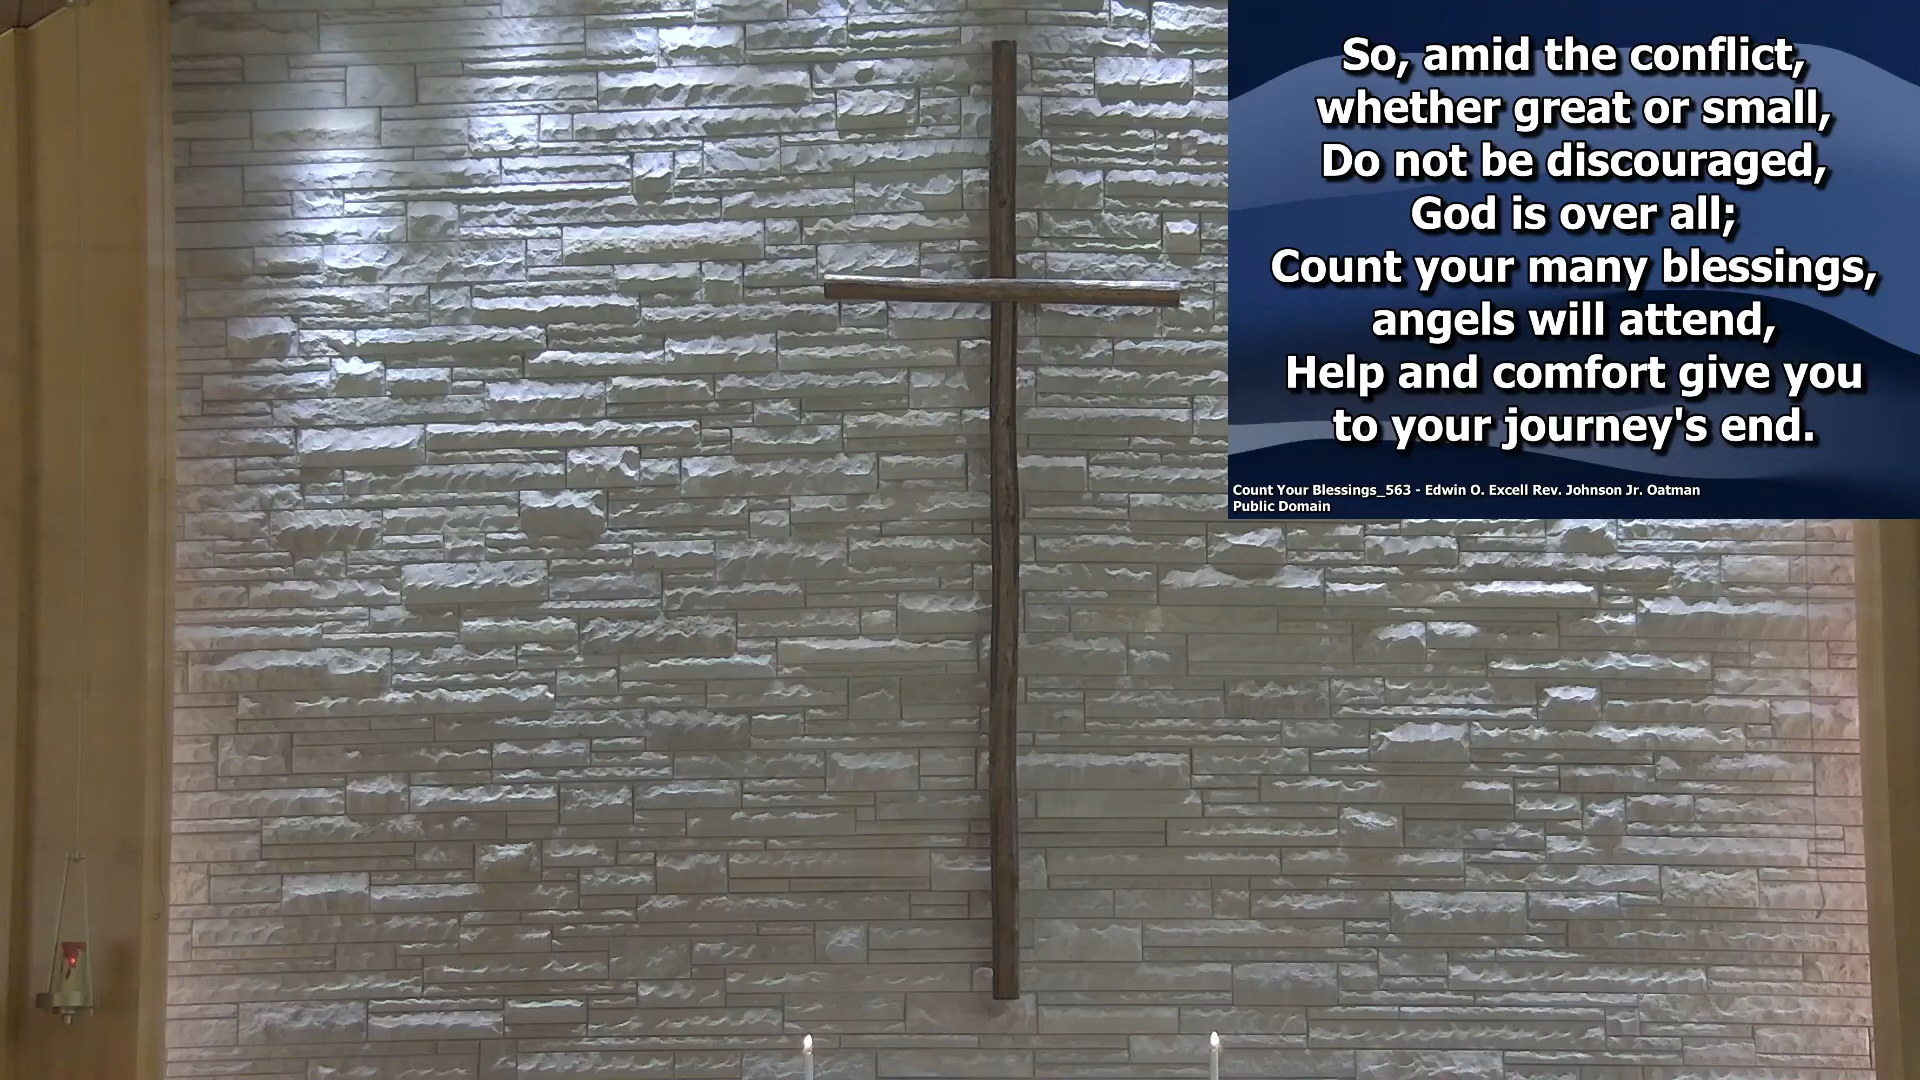 So, amid the conflict,
whether great or small,
Do not be discouraged,
God is over all;
Count your many blessings,
angels will attend,
Help and comfort give you
to your journey's end.
Count Your Blessings_563 - Edwin O. Excell Rev. Johnson Jr. Oatman
Public Domain